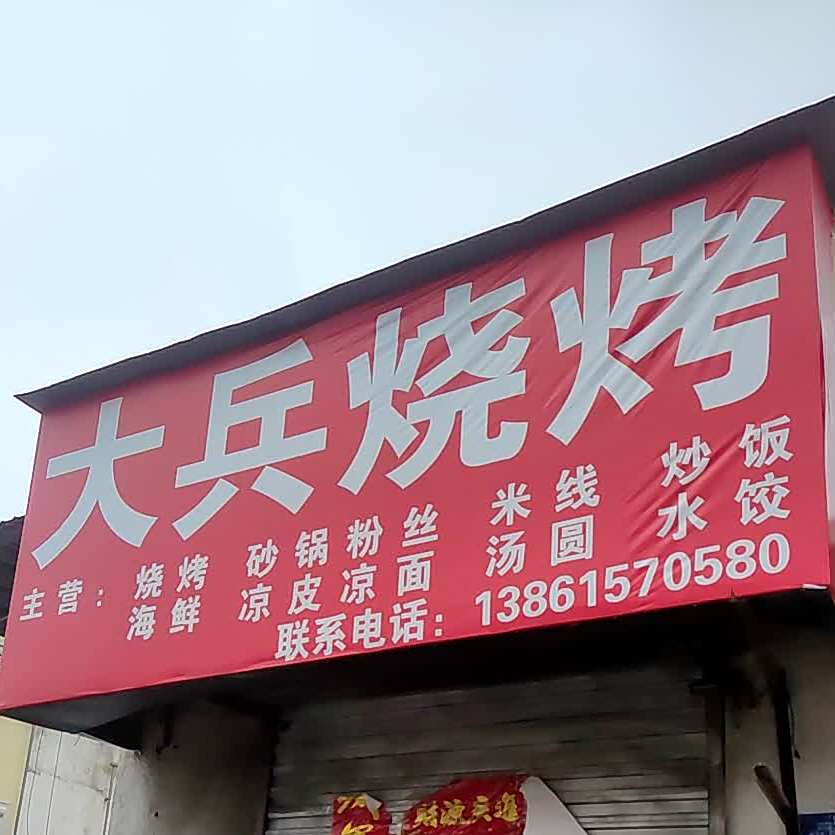 大兵烧烤
主营：烧烤 砂锅粉丝 米线 炒饭
海鲜 凉皮凉面 汤圆 水饺
联系电话：13861570580